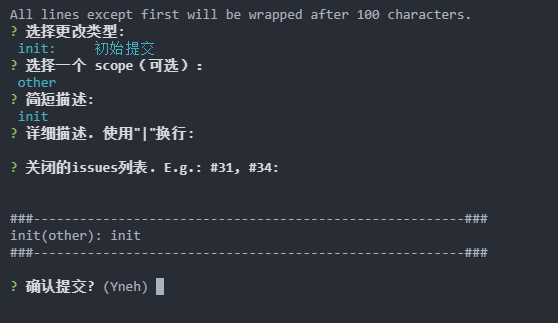 All lines except first will be wrapped after 100 characters.
? 选择更改类型:
init:     初始提交
? 选择一个 scope（可选）:
other
? 简短描述:
init
? 详细描述. 使用"|"换行:
? 关闭的issues列表. E.g.: #31, #34:
###--------------------------------------------------------###
init(other): init
###--------------------------------------------------------###
? 确认提交? (Yneh)